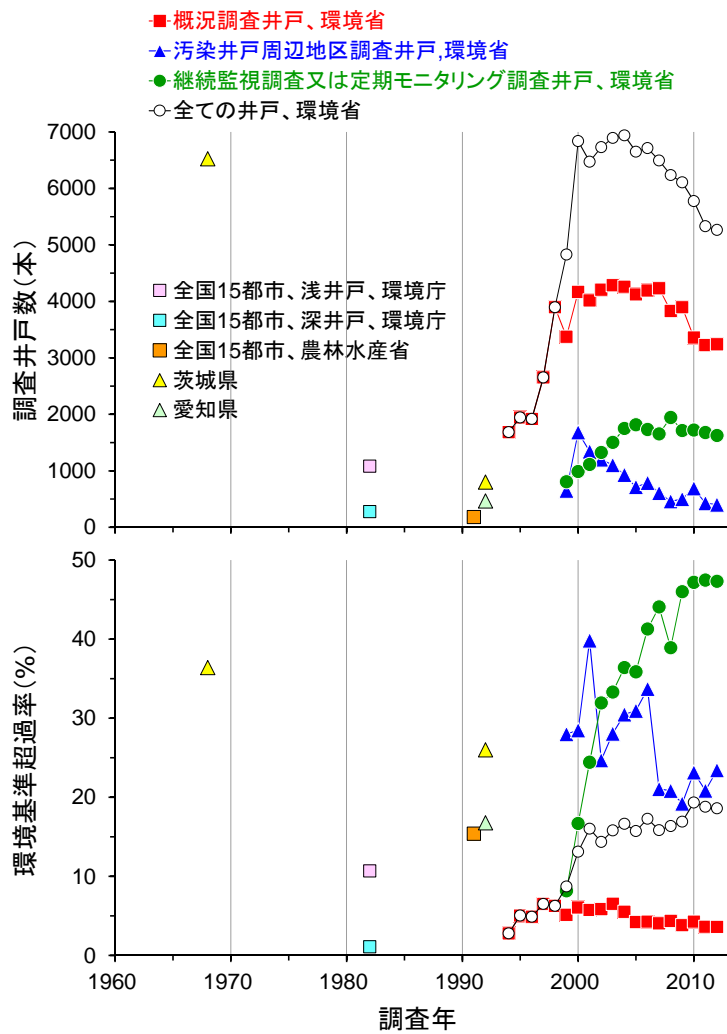 概況調査井戸、環境省
汚染井戸周辺地区調査井戸,環境省
継続監視調査又は定期モニタリング調査井戸、環境省
全ての井戸、環境省
調査井戸数(本)
7000
6000
5000
4000
3000
2000
1000
0
全国15都市、浅井戸、環境庁
全国15都市、深井戸、環境庁
全国15都市、農林水産省
茨城県
愛知県
環境基準超過率(%)
50
40
30
20
10
0
1960 1970 1980 1990 2000 2010
調査年